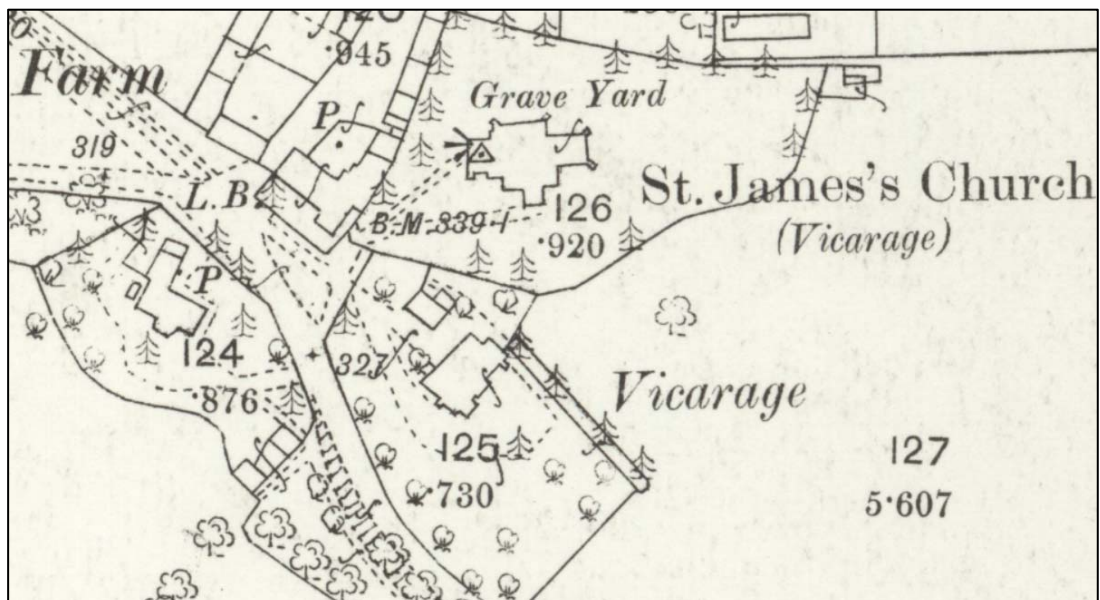 Farm
·945
P
Grave Yard
319
L.B.
B.M. 339·1
126
·920
St. James's Church
(Vicarage)
P
124
·876
327
Vicarage
125
·730
127
5·607